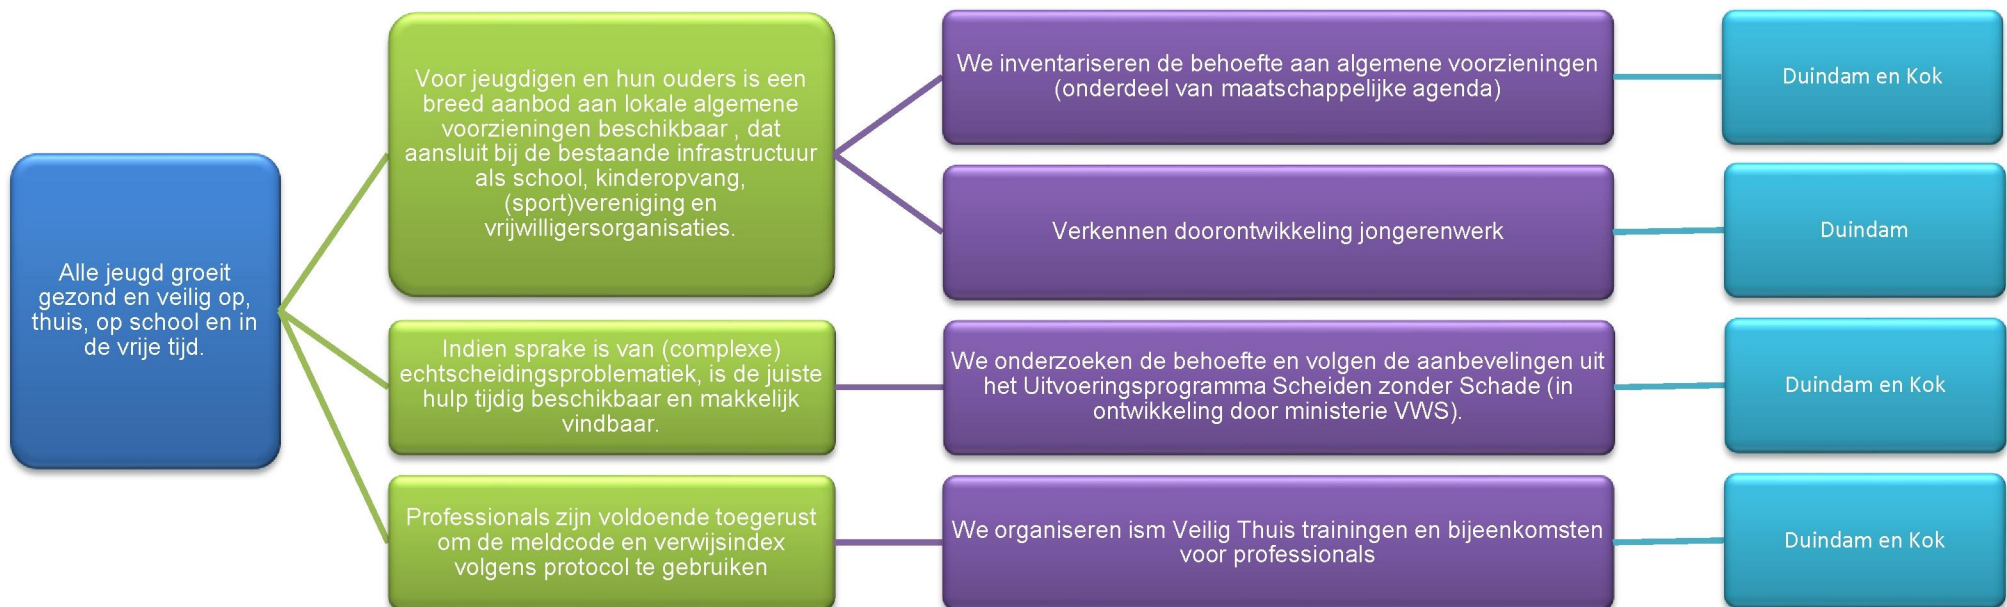 Alle jeugd groeit
gezond en veilig op,
thuis, op school en in
de vrije tijd.
Voor jeugdigen en hun ouders is een
breed aanbod aan lokale algemene
voorzieningen beschikbaar , dat
aansluit bij de bestaande infrastructuur
als school, kinderopvang,
(sport)vereniging en
vrijwilligersorganisaties.
We inventariseren de behoefte aan algemene voorzieningen
(onderdeel van maatschappelijke agenda)
Duindam en Kok
Verkennen doorontwikkeling jongerenwerk
Duindam
Indien sprake is van (complexe)
echtscheidingsproblematiek, is de juiste
hulp tijdig beschikbaar en makkelijk
vindbaar.
We onderzoeken de behoefte en volgen de aanbevelingen uit
het Uitvoeringsprogramma Scheiden zonder Schade (in
ontwikkeling door ministerie VWS).
Duindam en Kok
Professionals zijn voldoende toegerust
om de meldcode en verwijsindex
volgens protocol te gebruiken
We organiseren ism Veilig Thuis trainingen en bijeenkomsten
voor professionals
Duindam en Kok